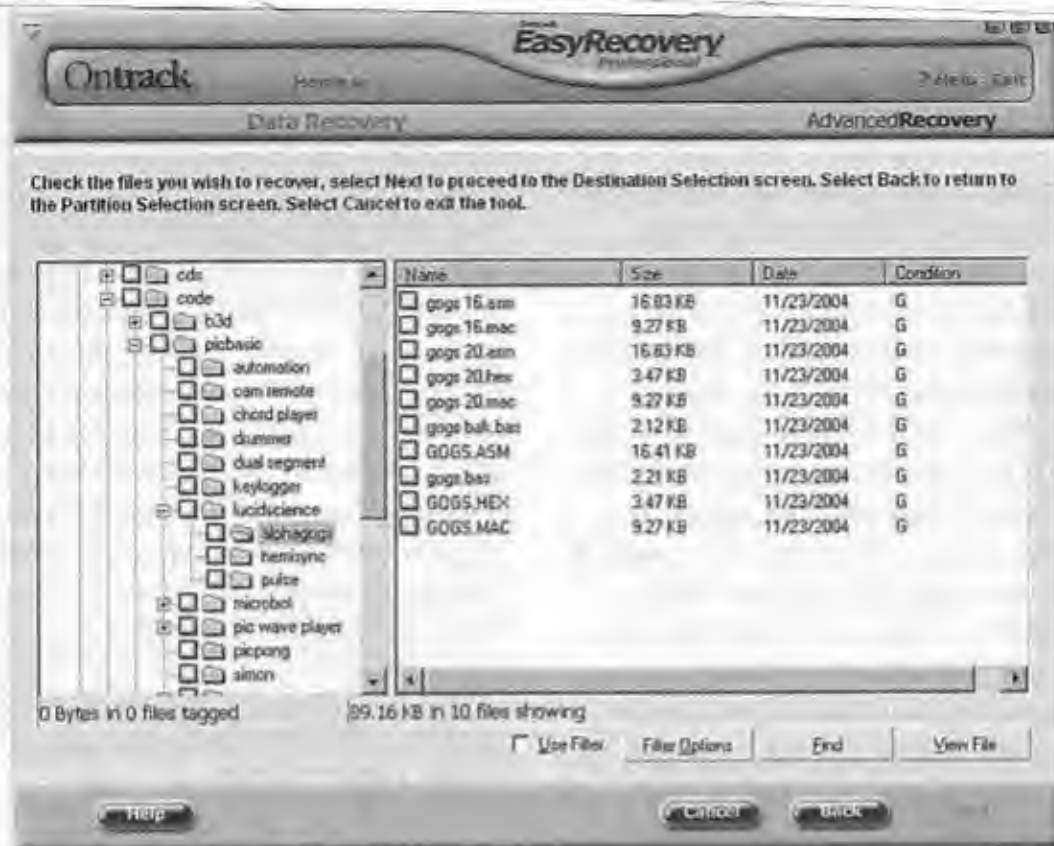 EasyRecovery
Professional
Ontrack
? Help Exit
Data Recovery
AdvancedRecovery
Check the files you wish to recover, select Next to proceed to the Destination Selection screen. Select Back to return to
the Partition Selection screen. Select Cancel to exit the tool.
cds
code
b3d
picbasic
automation
cam remote
chord player
drummer
dual segment
keylogger
lucidscience
hemisync
pulse
microbot
pic wave player
picpong
simon
Name Size Date Condition
gogs 16.asm 16.83 KB 11/23/2004 G
gogs 16.mac 9.27 KB 11/23/2004 G
gogs 20.asm 16.83 KB 11/23/2004 G
gogs 20.hex 3.47 KB 11/23/2004 G
gogs 20.mac 9.27 KB 11/23/2004 G
gogs bak.bas 2.12 KB 11/23/2004 G
GOGS.ASM 16.41 KB 11/23/2004 G
gogs.bas 2.21 KB 11/23/2004 G
GOGS.HEX 3.47 KB 11/23/2004 G
GOGS.MAC 9.27 KB 11/23/2004 G
0 Bytes in 0 files tagged
89.16 KB in 10 files showing
Use Filter Filter Options Find View File
Help Cancel Back